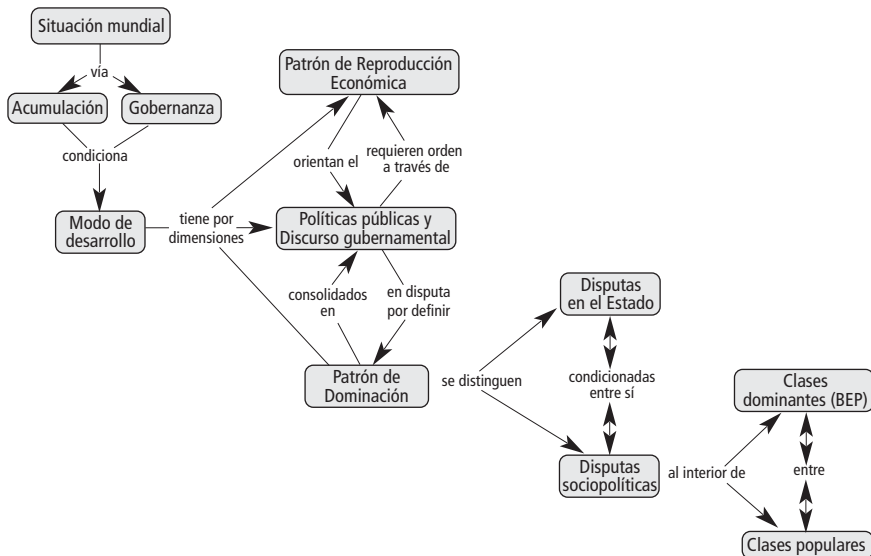 Situación mundial
vía
Acumulación
Gobernanza
condiciona
Modo de
desarrollo
tiene por
dimensiones
Patrón de Reproducción
Económica
orientan el
requieren orden
a través de
Políticas públicas y
Discurso gubernamental
consolidados
en
en disputa
por definir
Patrón de
Dominación
se distinguen
Disputas
en el Estado
condicionadas
entre sí
Disputas
sociopolíticas
al interior de
Clases
dominantes (BEP)
entre
Clases populares